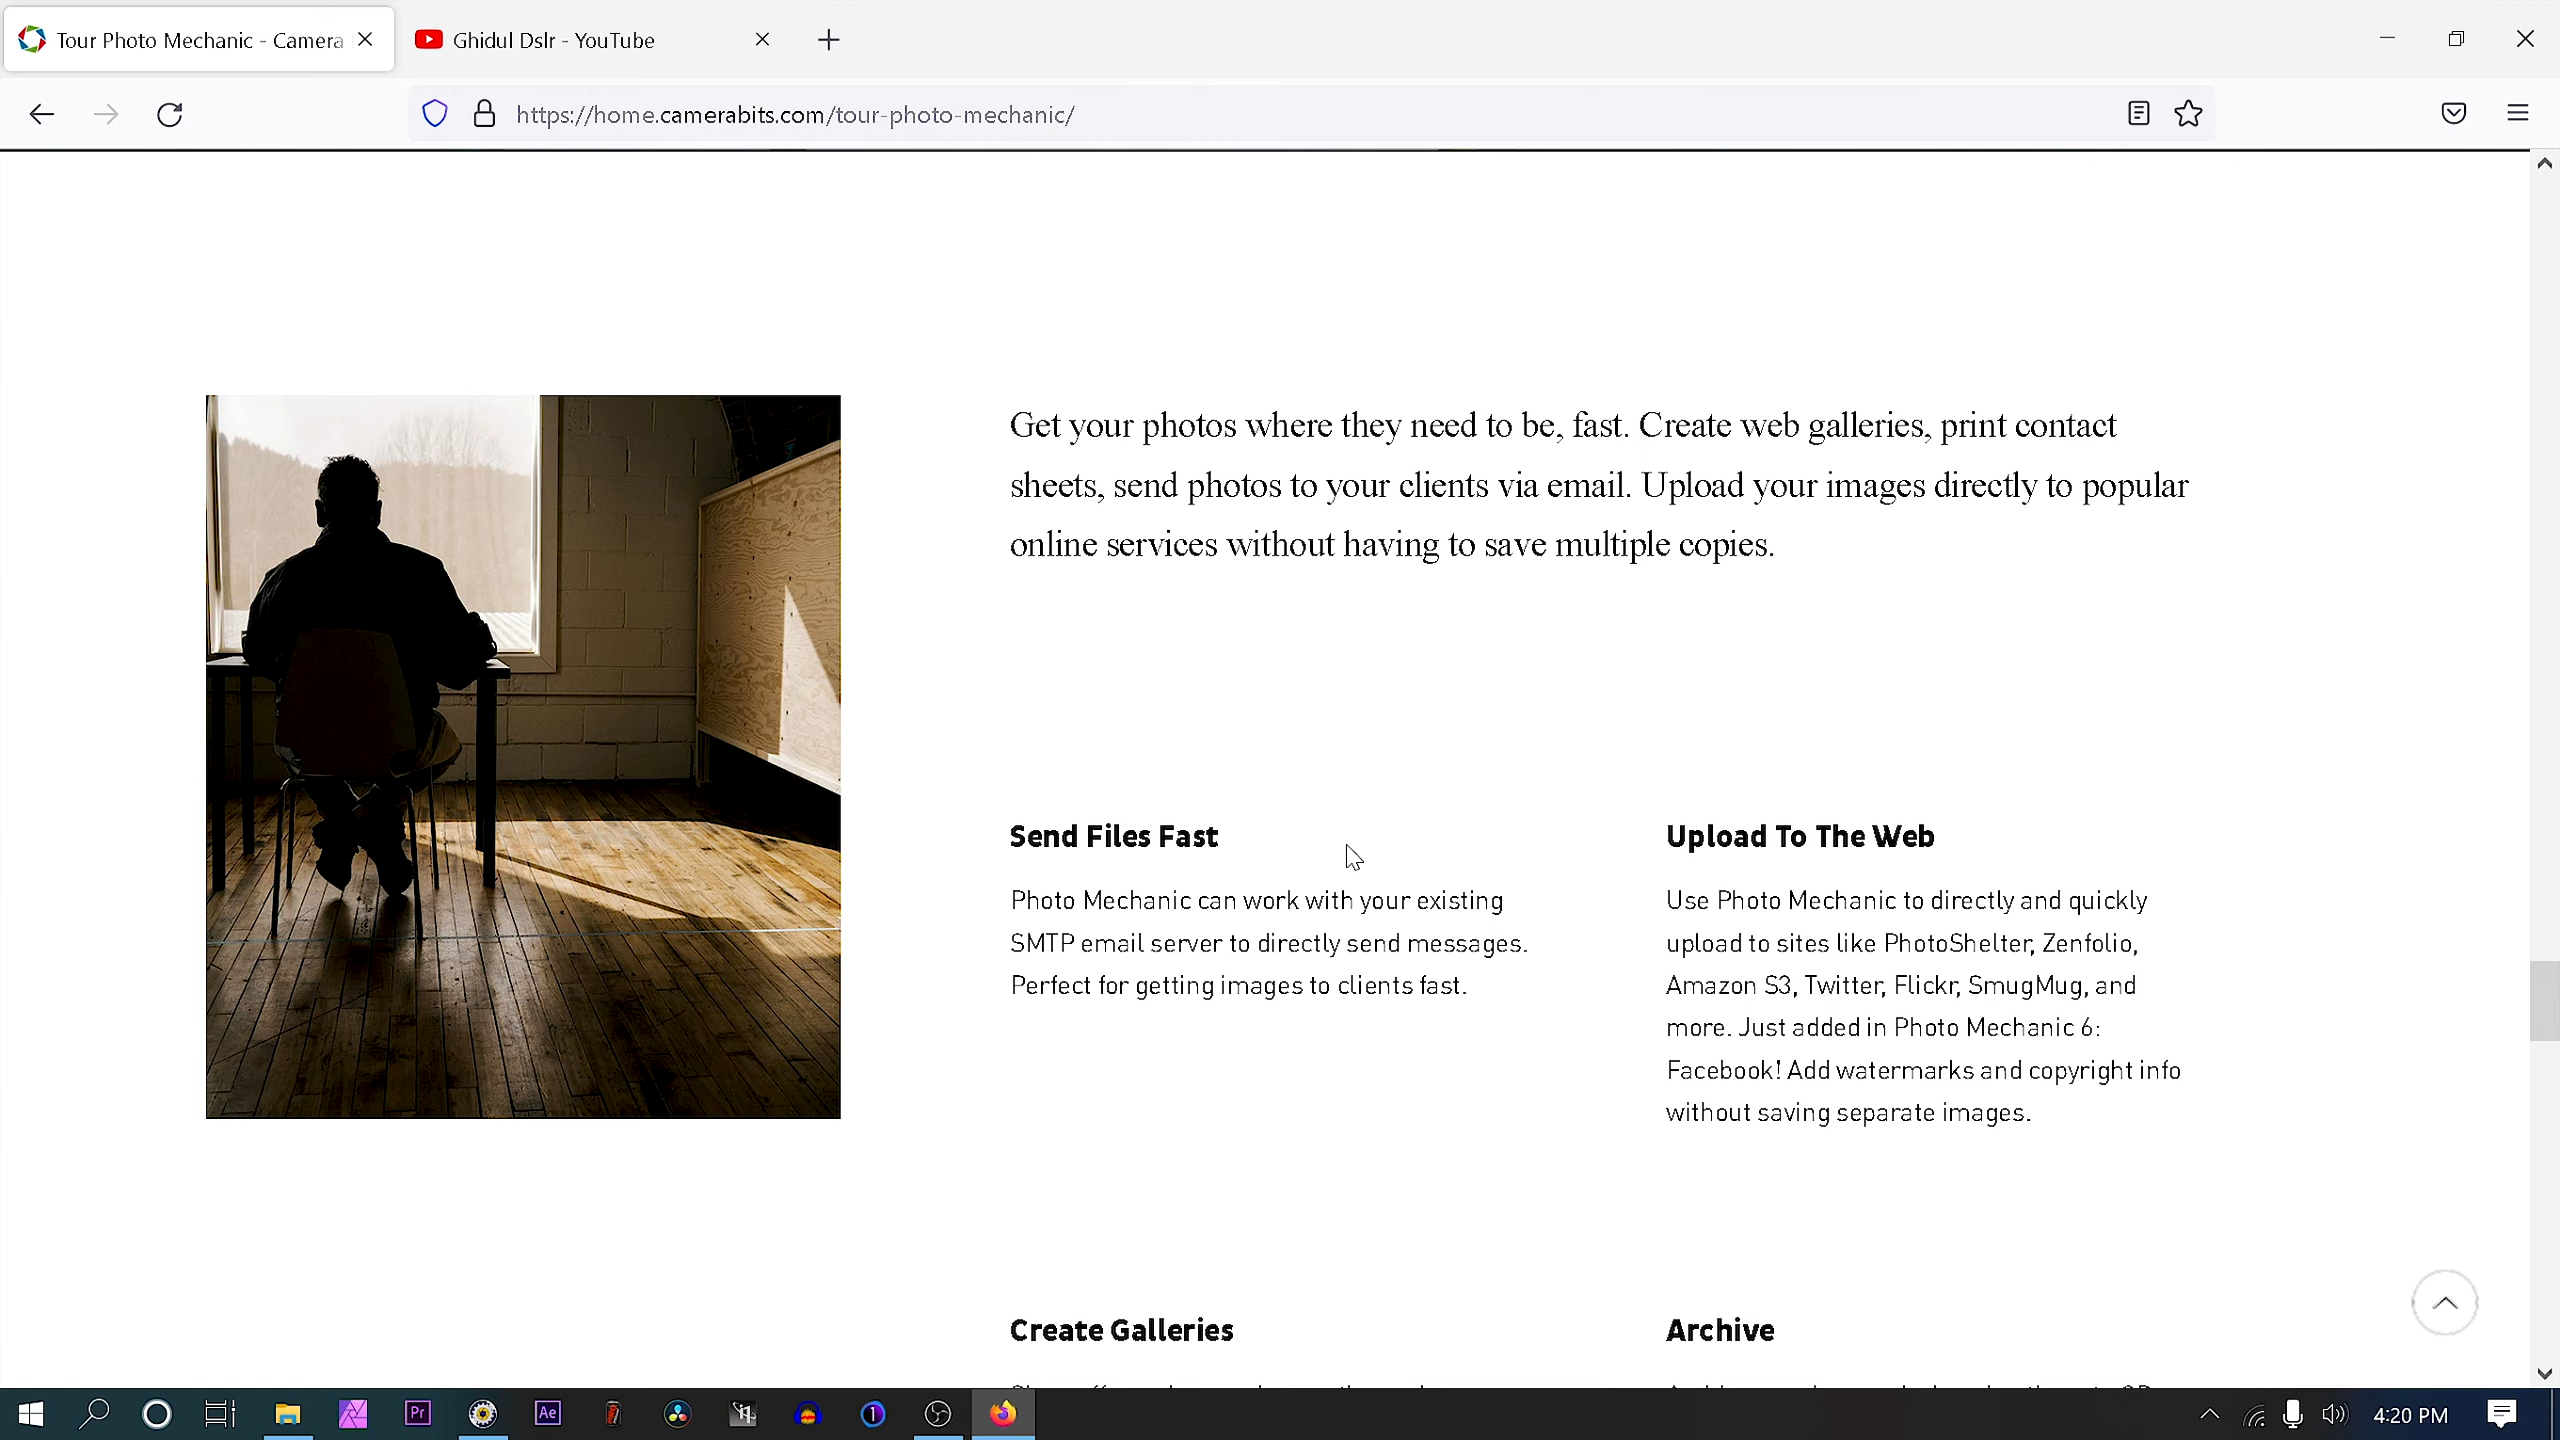 Tour Photo Mechanic - Camera
Ghidul Dslr - YouTube
https://home.camerabits.com/tour-photo-mechanic/
Get your photos where they need to be, fast. Create web galleries, print contact
sheets, send photos to your clients via email. Upload your images directly to popular
online services without having to save multiple copies.
Send Files Fast
Photo Mechanic can work with your existing
SMTP email server to directly send messages.
Perfect for getting images to clients fast.
Upload To The Web
Use Photo Mechanic to directly and quickly
upload to sites like PhotoShelter, Zenfolio,
Amazon S3, Twitter, Flickr, SmugMug, and
more. Just added in Photo Mechanic 6:
Facebook! Add watermarks and copyright info
without saving separate images.
Create Galleries
Archive
Pr
Ae
4:20 PM